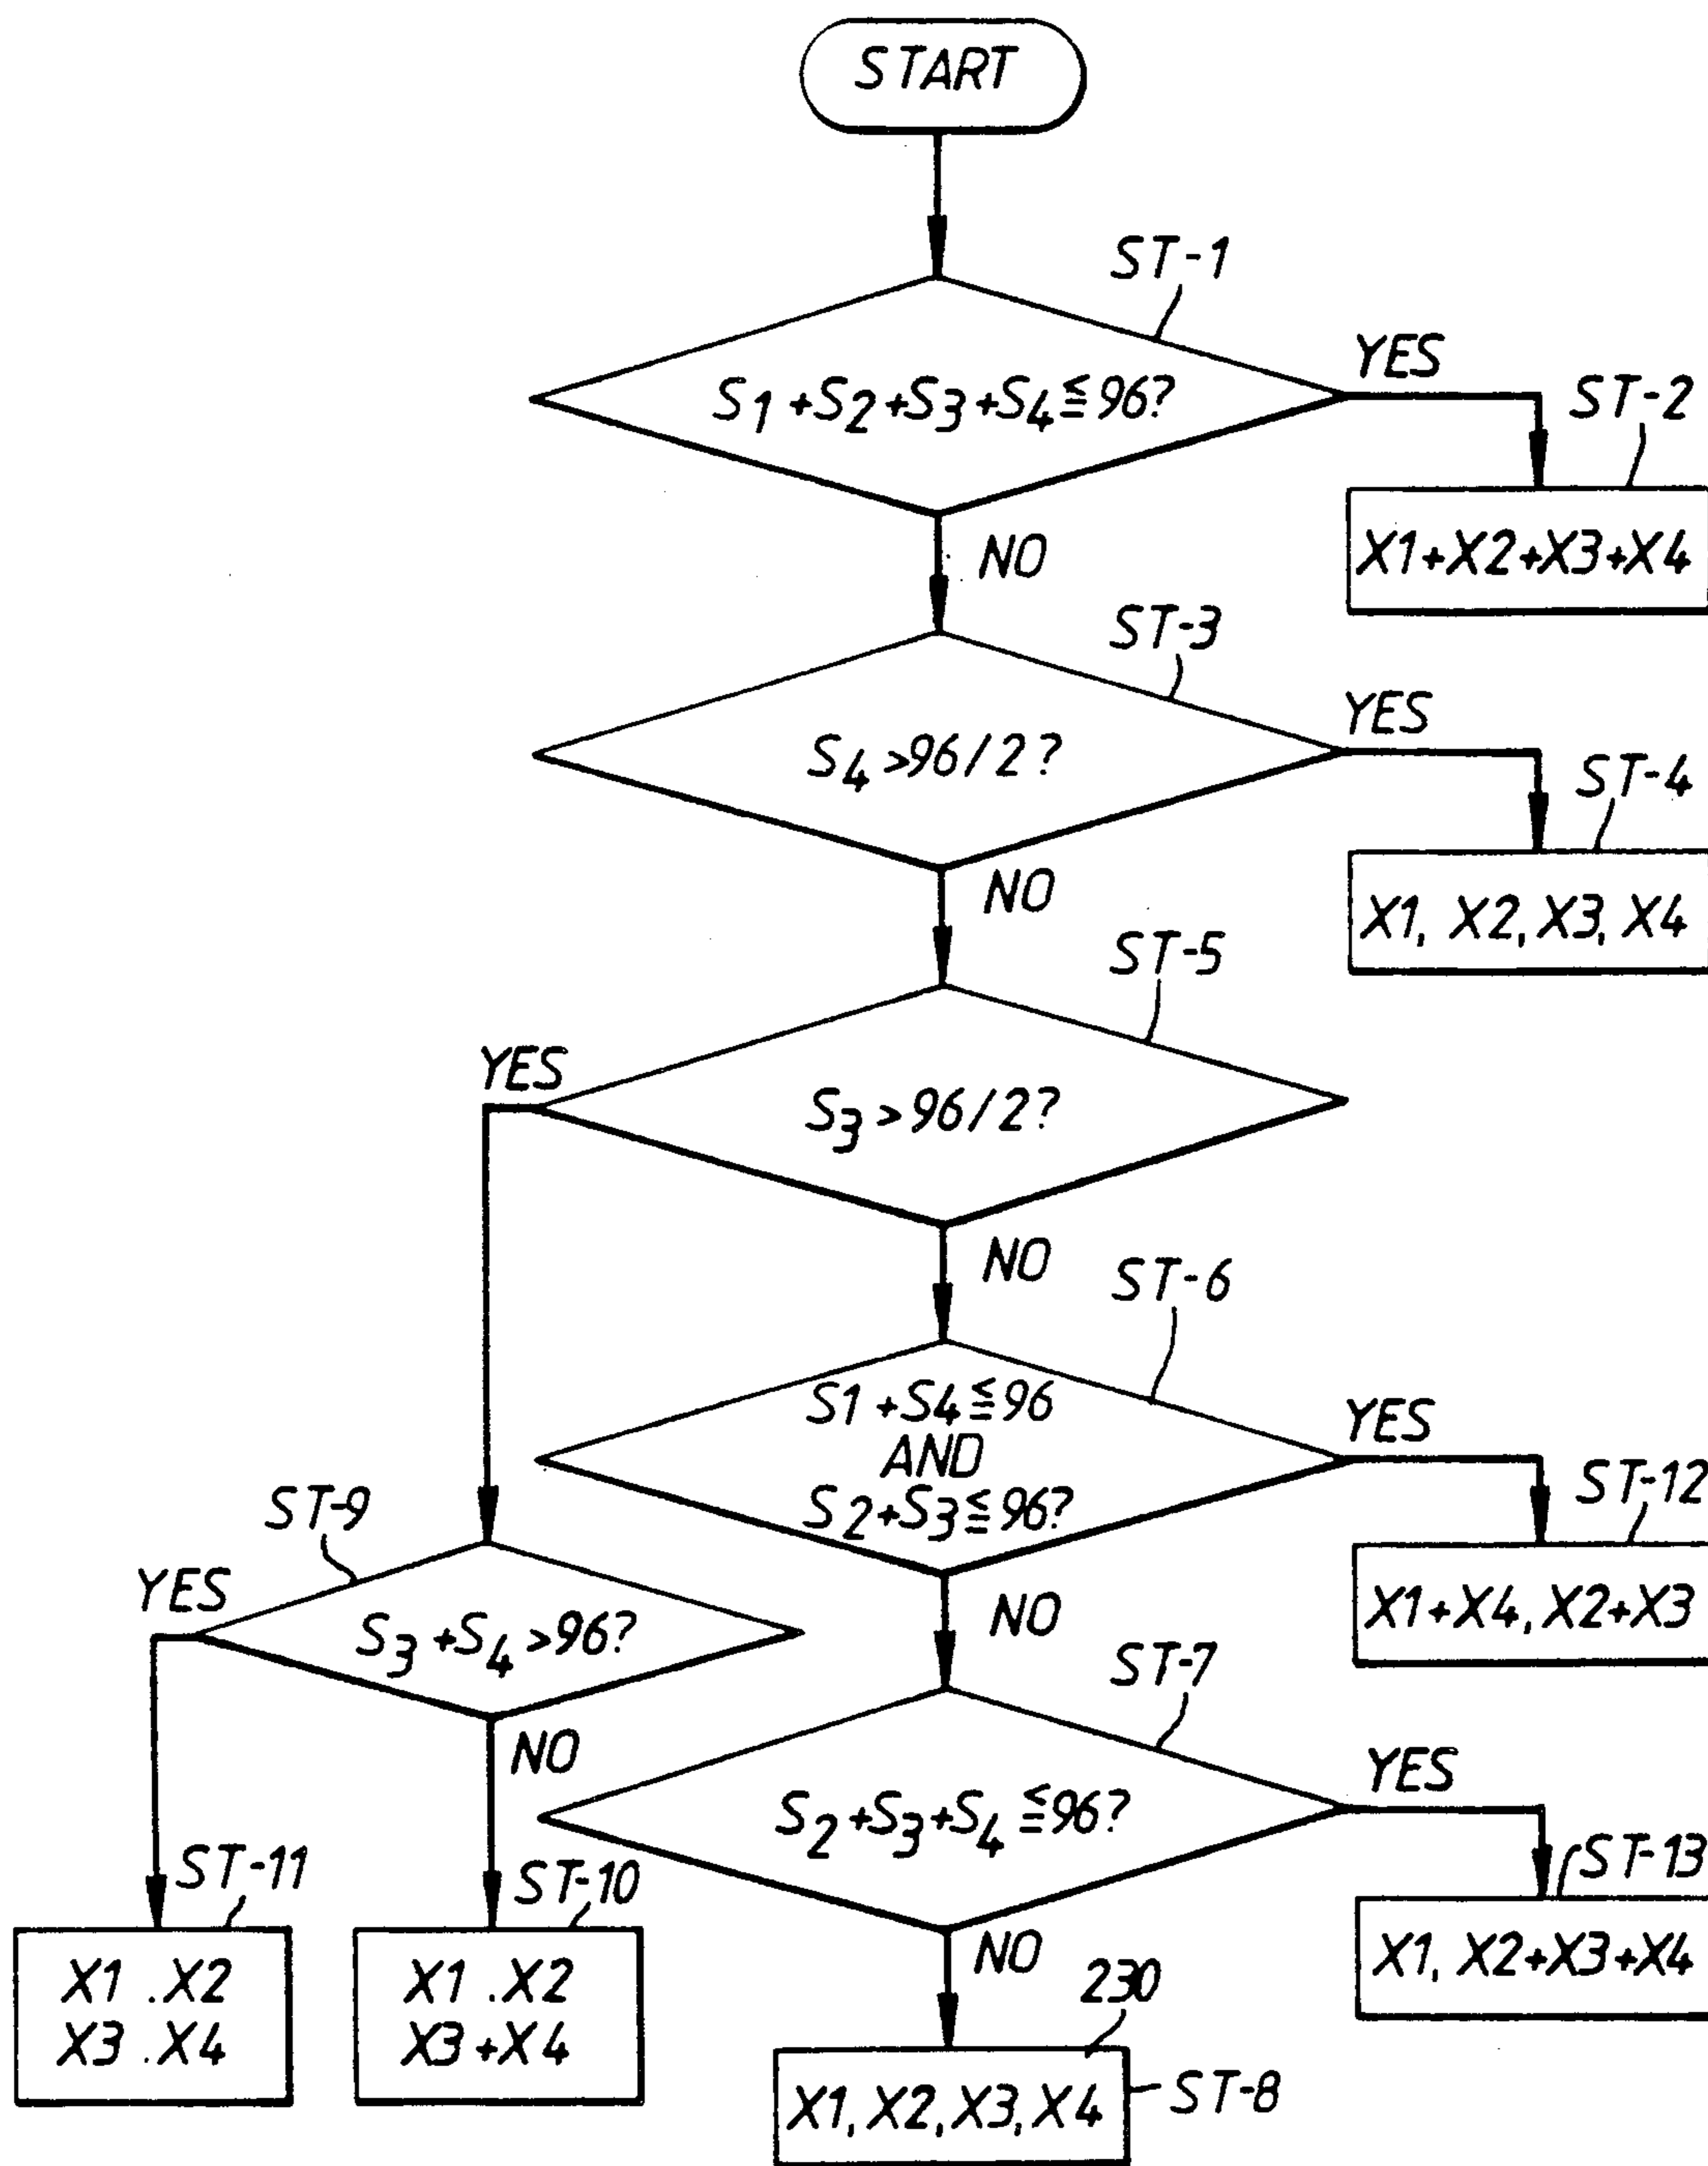 START
ST-1
S1+S2+S3+S4≦96?
YES
ST-2
X1+X2+X3+X4
NO
ST-3
S4>96/2?
YES
ST-4
X1, X2, X3, X4
NO
ST-5
YES
S3>96/2?
NO
ST-6
S1+S4≦96
AND
S2+S3≦96?
YES
ST-12
X1+X4, X2+X3
ST-9
YES
S3+S4>96?
NO
NO
ST-7
S2+S3+S4≦96?
YES
ST-13
X1, X2+X3+X4
ST-11
X1 .X2
X3 .X4
ST-10
X1 .X2
X3+X4
NO
230
X1, X2, X3, X4
ST-8